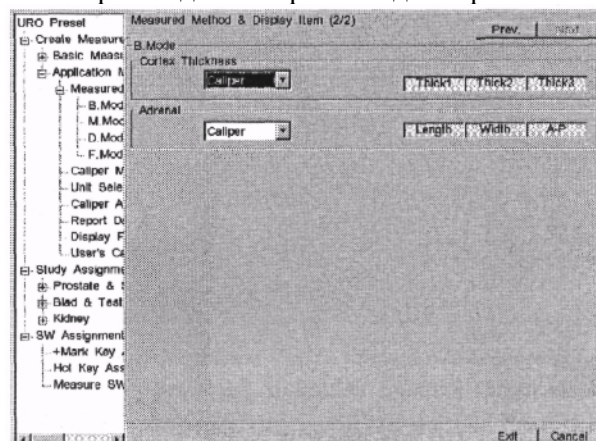 URO Preset
Create Measure
Basic Measu
Application M
Measured
B.Mod
M.Mod
D.Mod
F.Mod
Caliper M
Unit Sele
Caliper A
Report De
Display F
User's Ca
Study Assignme
Prostate &
Blad & Test
Kidney
SW Assignment
+Mark Key
Hot Key Ass
Measure SW
Measured Method & Display Item (2/2)
Prev. Next
B.Mode
Cortex Thickness
Caliper Thick1 Thick2 Thick3
Adrenal
Caliper Length Width A-P
Exit Cancel